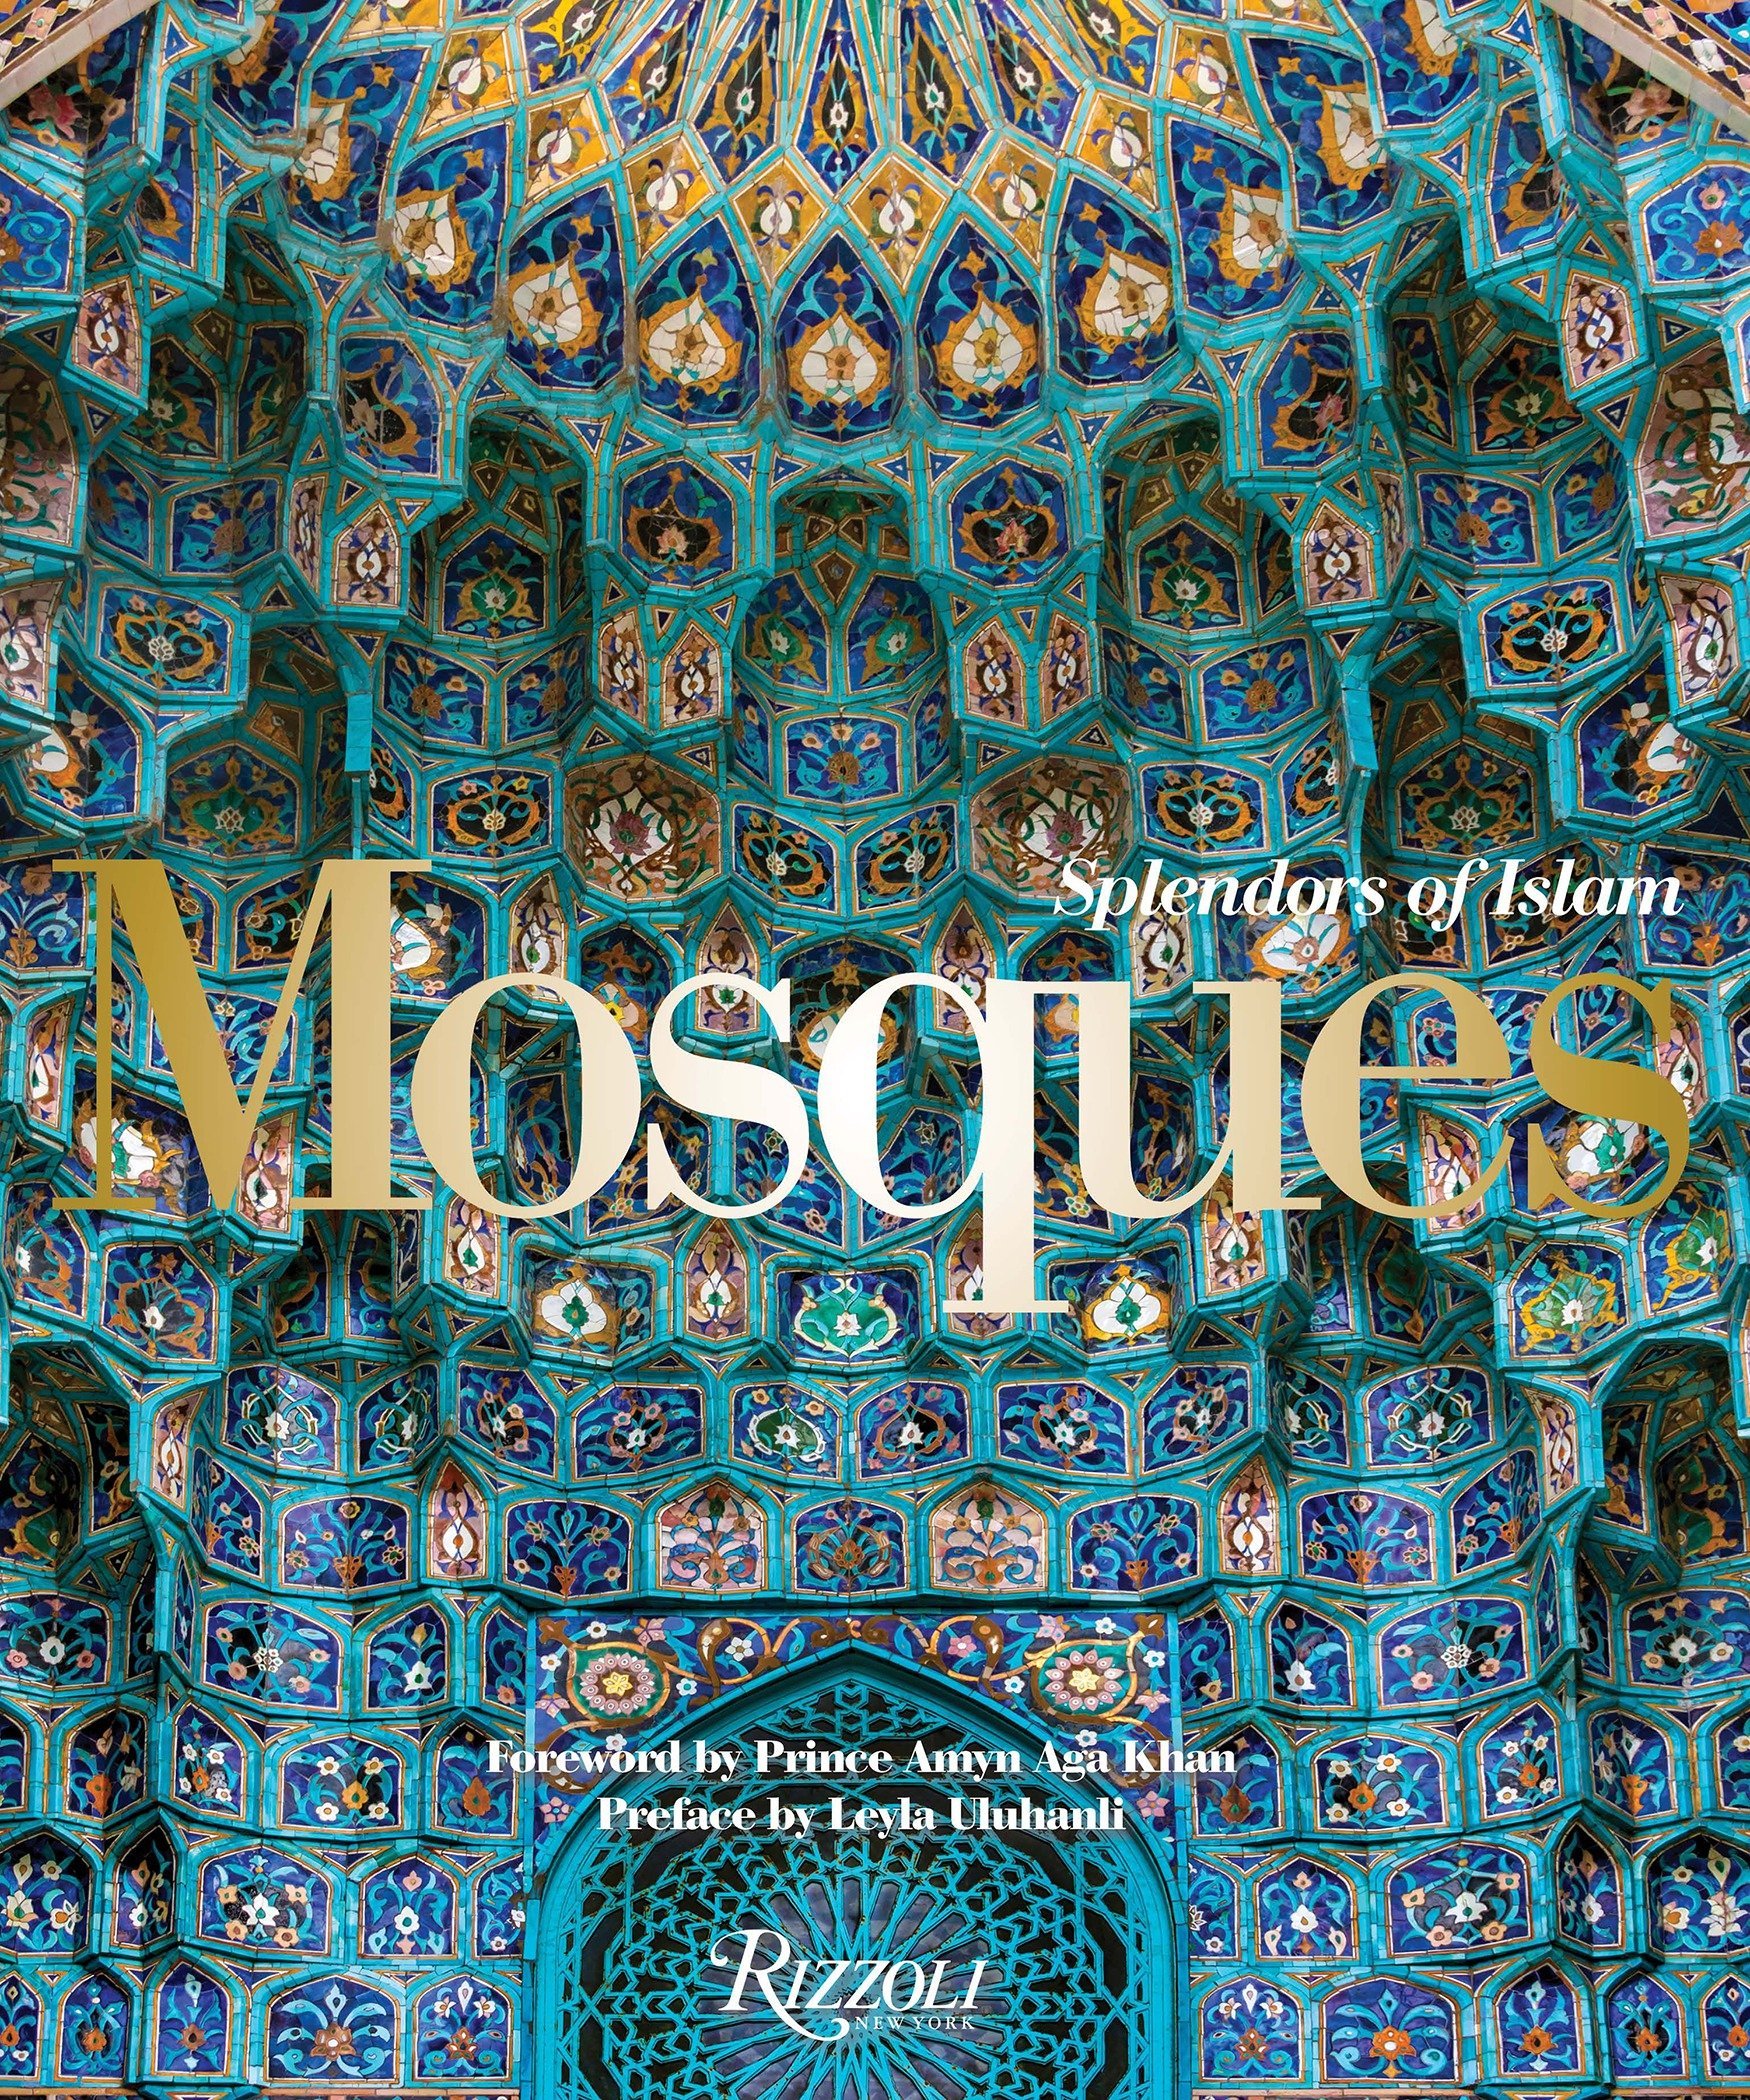 Splendors of Islam
Mosques
Foreword by Prince Amyn Aga Khan
Preface by Leyla Uluhanli
RIZZOLI
NEW YORK